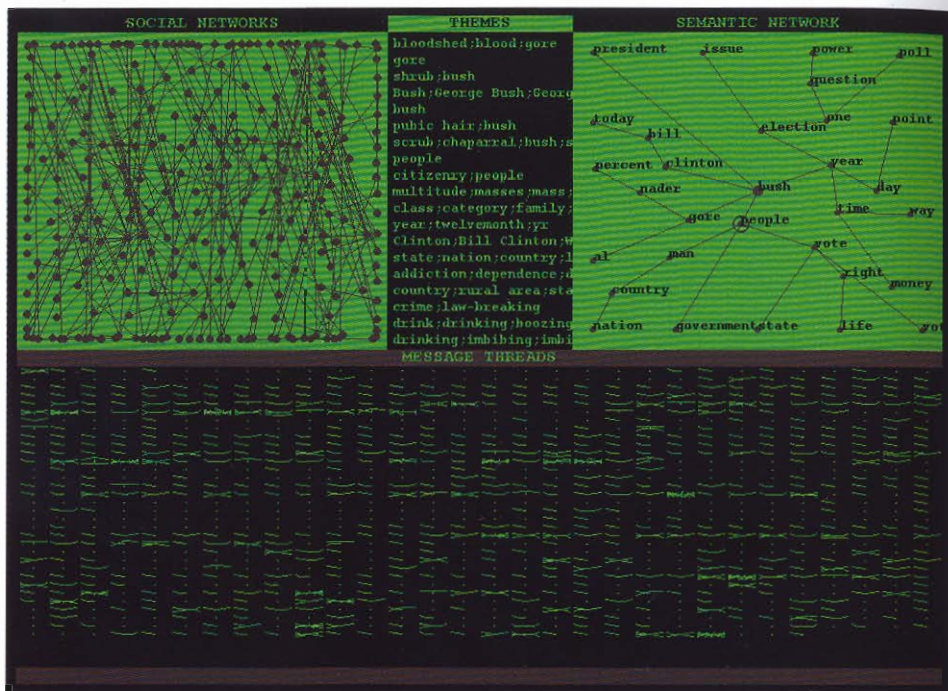 SOCIAL NETWORKS
THEMES
bloodshed;blood;gore
gore
shrub;bush
Bush;George Bush;Georg
bush
pubic hair;bush
scrub;chaparral;bush;s
people
citizenry;people
multitude;masses;mass;
class;category;family;
year;twelvemonth;yr
Clinton;Bill Clinton;W
state;nation;country;l
addiction;dependence;d
country;rural area;sta
crime;law-breaking
drink;drinking;boozing
drinking;imbibing;imbi
SEMANTIC NETWORK
president
issue
power
poll
question
today
bill
election
one
point
percent
clinton
year
nader
bush
day
gore
people
time
way
al
man
vote
country
right
money
nation
government
state
life
vot
MESSAGE THREADS